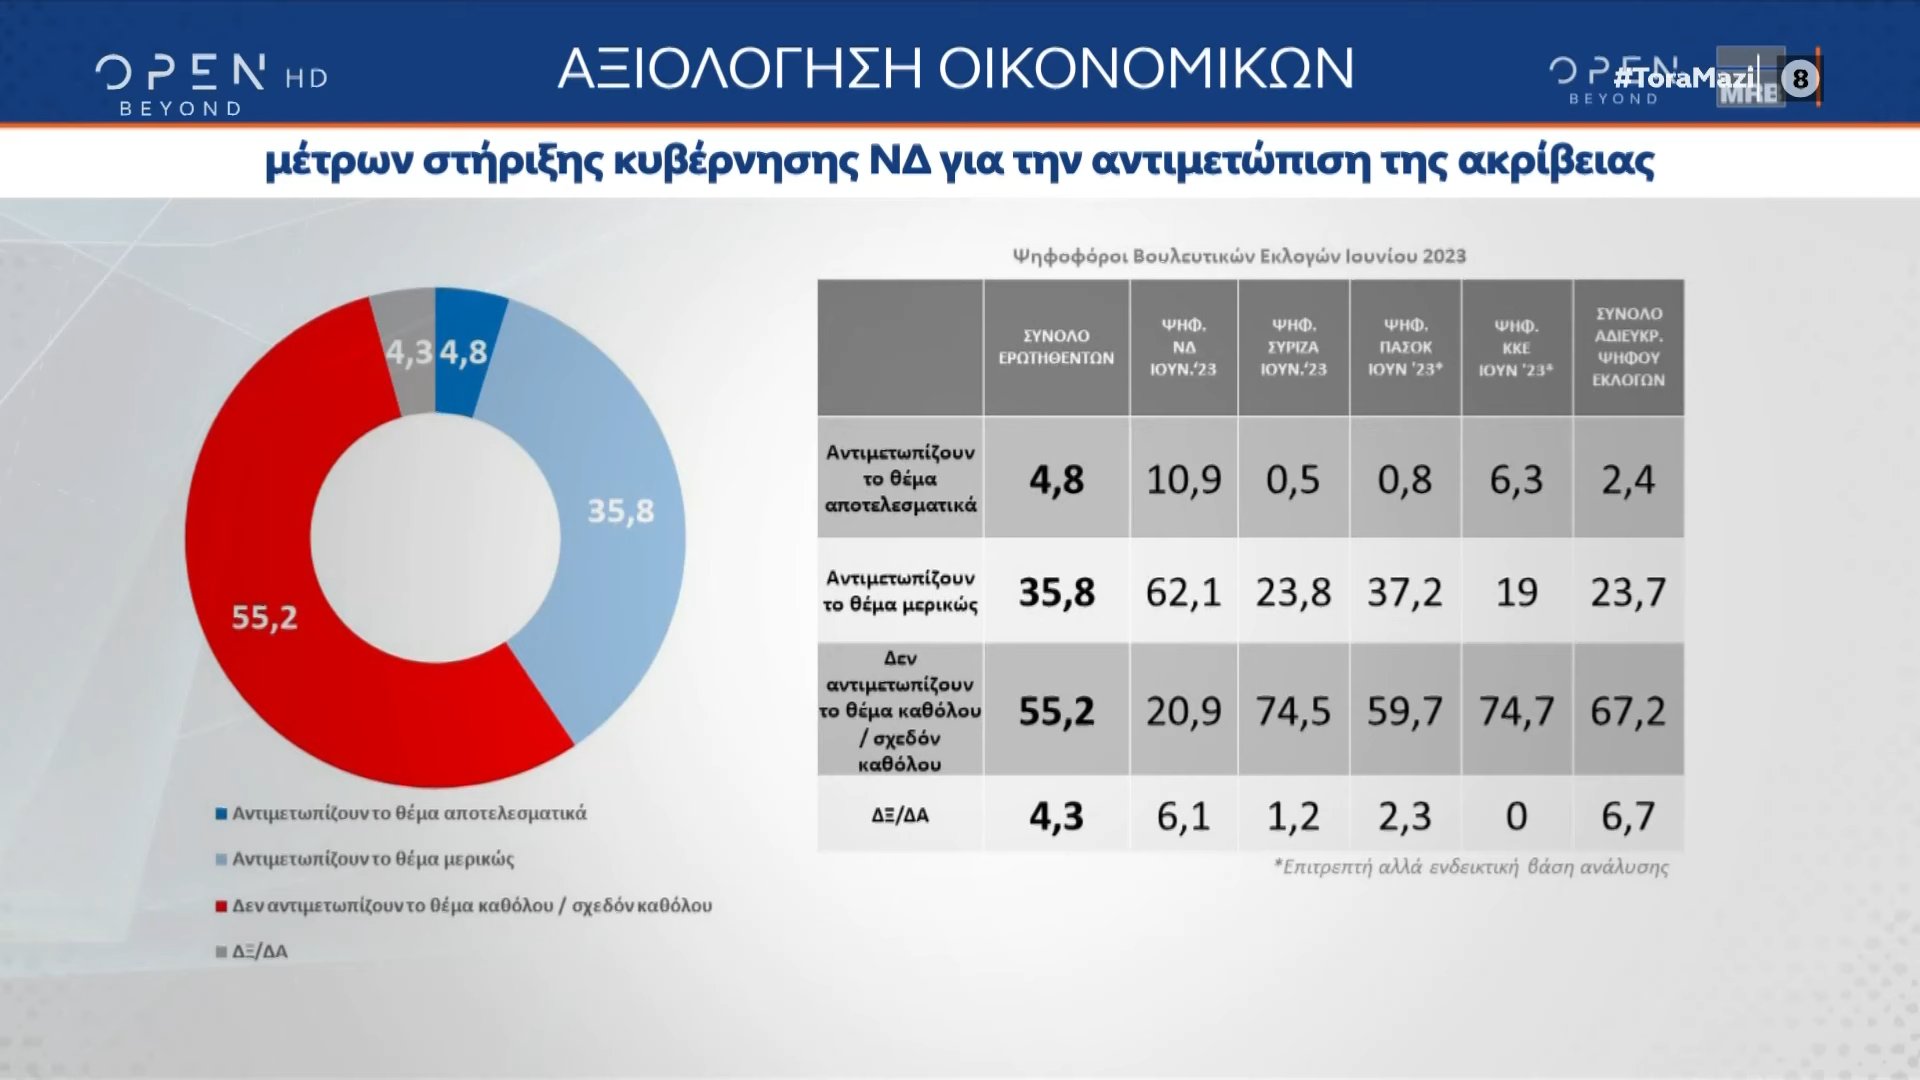 OPEN HD
BEYOND
ΑΞΙΟΛΟΓΗΣΗ ΟΙΚΟΝΟΜΙΚΩΝ
OPEN
BEYOND
#ToraMazi
MRB
8
μέτρων στήριξης κυβέρνησης ΝΔ για την αντιμετώπιση της ακρίβειας
4,3
4,8
35,8
55,2
Αντιμετωπίζουν το θέμα αποτελεσματικά
Αντιμετωπίζουν το θέμα μερικώς
Δεν αντιμετωπίζουν το θέμα καθόλου / σχεδόν καθόλου
ΔΞ/ΔΑ
Ψηφοφόροι Βουλευτικών Εκλογών Ιουνίου 2023
ΣΥΝΟΛΟ
ΕΡΩΤΗΘΕΝΤΩΝ
ΨΗΦ.
ΝΔ
ΙΟΥΝ.‘23
ΨΗΦ.
ΣΥΡΙΖΑ
ΙΟΥΝ.‘23
ΨΗΦ.
ΠΑΣΟΚ
ΙΟΥΝ '23*
ΨΗΦ.
ΚΚΕ
ΙΟΥΝ '23*
ΣΥΝΟΛΟ
ΑΔΙΕΥΚΡ.
ΨΗΦΟΥ
ΕΚΛΟΓΩΝ
Αντιμετωπίζουν
το θέμα
αποτελεσματικά
4,8 10,9 0,5 0,8 6,3 2,4
Αντιμετωπίζουν
το θέμα μερικώς
35,8 62,1 23,8 37,2 19 23,7
Δεν
αντιμετωπίζουν
το θέμα καθόλου
/ σχεδόν
καθόλου
55,2 20,9 74,5 59,7 74,7 67,2
ΔΞ/ΔΑ 4,3 6,1 1,2 2,3 0 6,7
*Επιτρεπτή αλλά ενδεικτική βάση ανάλυσης